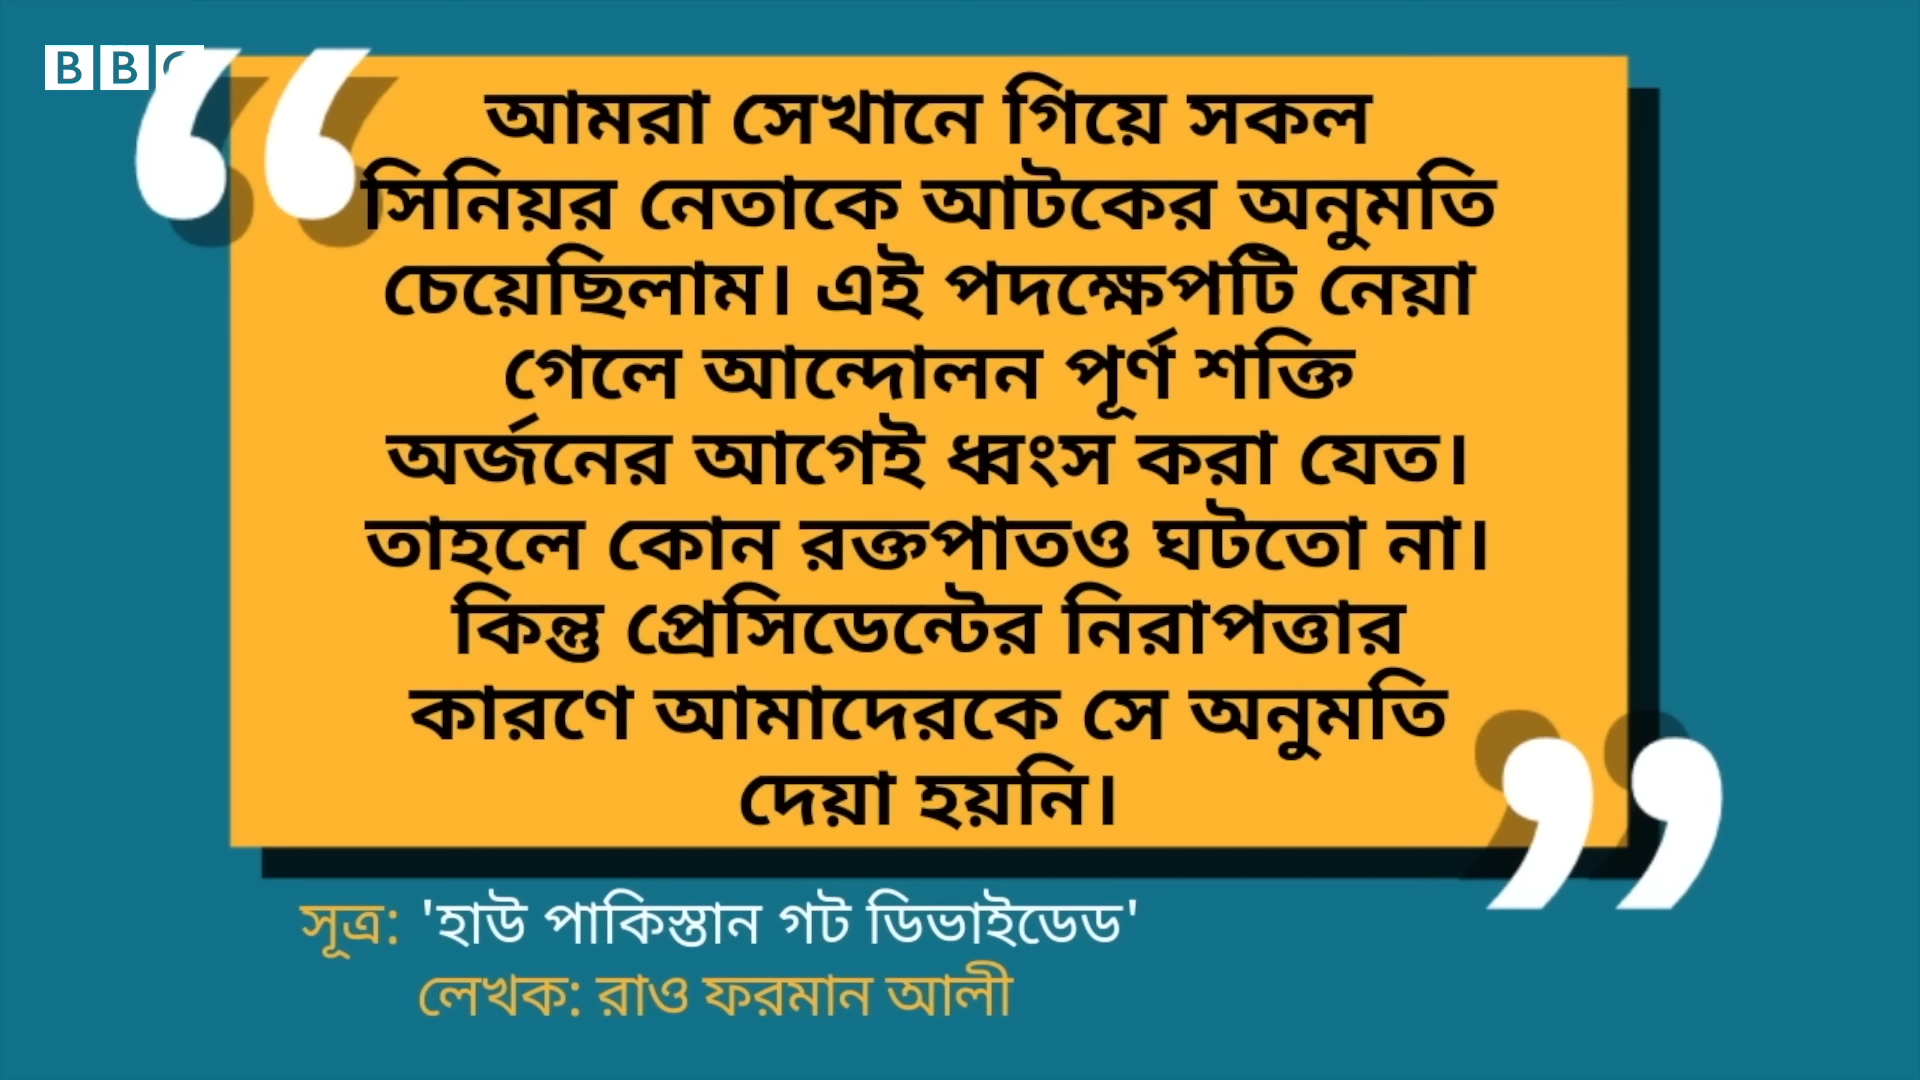 BBC
আমরা সেখানে গিয়ে সকল
সিনিয়র নেতাকে আটকের অনুমতি
চেয়েছিলাম। এই পদক্ষেপটি নেয়া
গেলে আন্দোলন পূর্ণ শক্তি
অর্জনের আগেই ধ্বংস করা যেত।
তাহলে কোন রক্তপাতও ঘটতো না।
কিন্তু প্রেসিডেন্টের নিরাপত্তার
কারণে আমাদেরকে সে অনুমতি
দেয়া হয়নি।
সূত্র: 'হাউ পাকিস্তান গট ডিভাইডেড'
লেখক: রাও ফরমান আলী